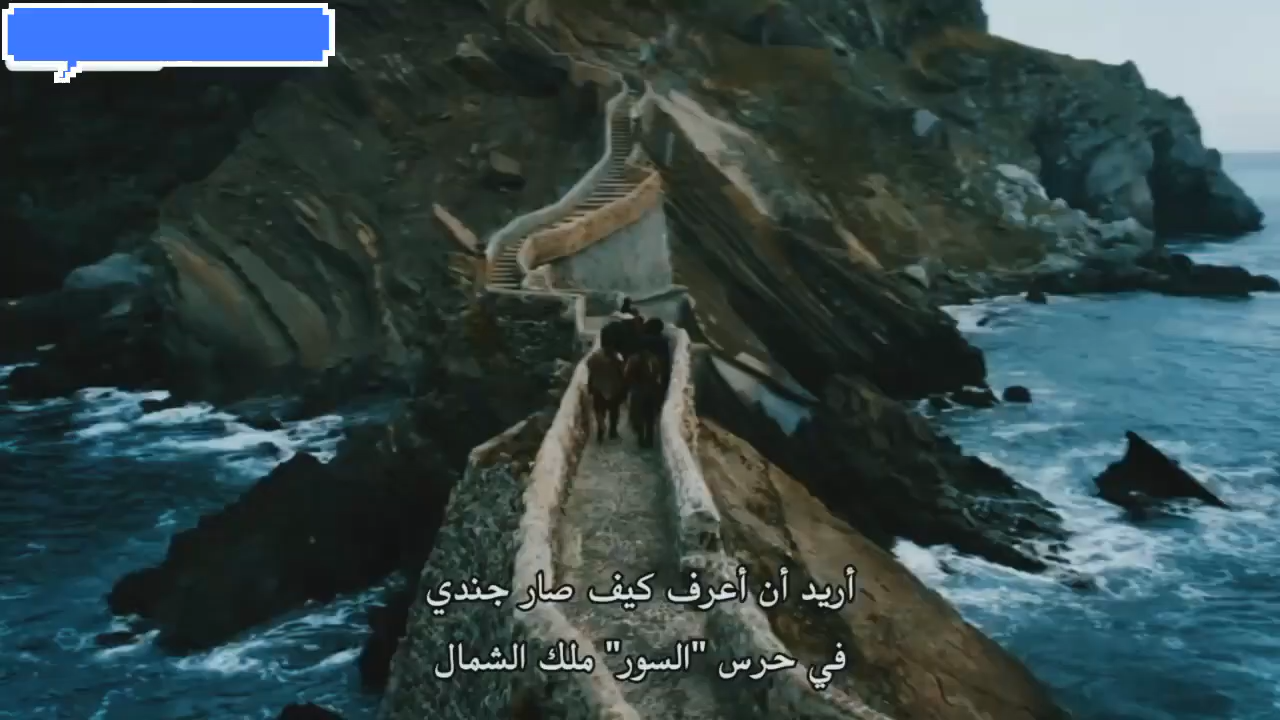 أريد أن أعرف كيف صار جندي
في حرس "السور" ملك الشمال